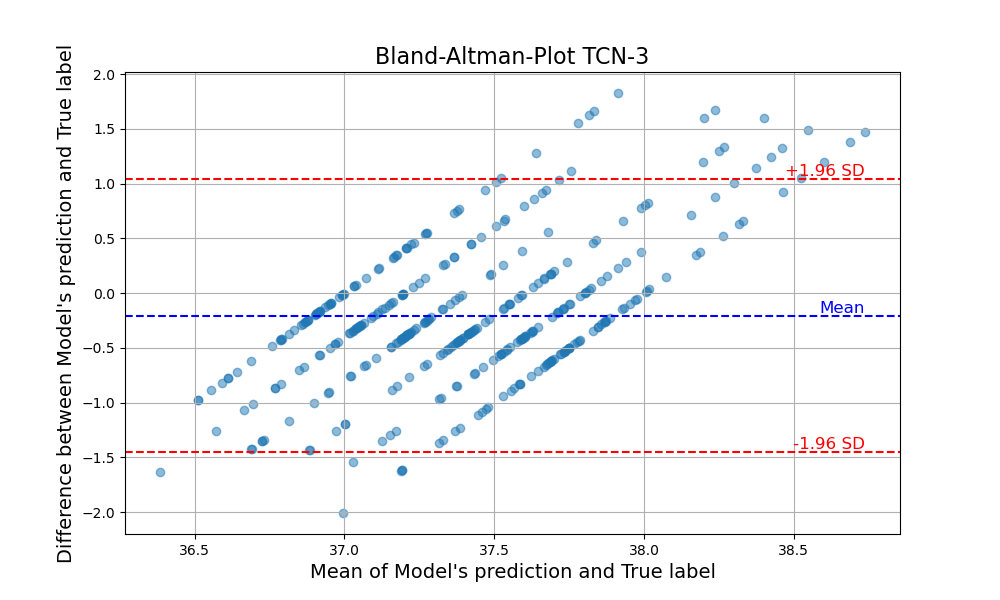 Bland-Altman-Plot TCN-3
Difference between Model's prediction and True label
2.0
1.5
1.0
0.5
0.0
−0.5
−1.0
−1.5
−2.0
+1.96 SD
Mean
-1.96 SD
36.5 37.0 37.5 38.0 38.5
Mean of Model's prediction and True label